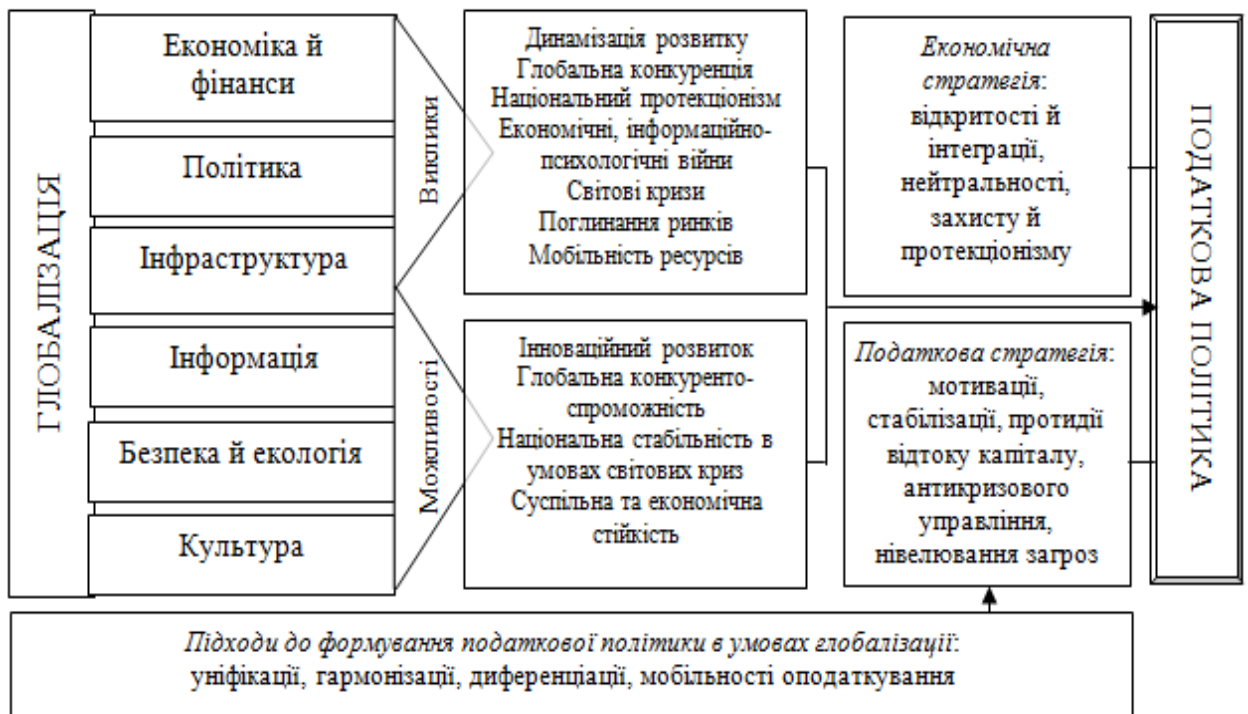 ГЛОБАЛІЗАЦІЯ
Економіка й
фінанси
Політика
Інфраструктура
Інформація
Безпека й екологія
Культура
Виклики
Можливості
Динамізація розвитку
Глобальна конкуренція
Національний протекціонізм
Економічні, інформаційно-
психологічні війни
Світові кризи
Поглинання ринків
Мобільність ресурсів
Інноваційний розвиток
Глобальна конкуренто-
спроможність
Національна стабільність в
умовах світових криз
Суспільна та економічна
стійкість
Економічна
стратегія:
відкритості й
інтеграції,
нейтральності,
захисту й
протекціонізму
Податкова стратегія:
мотивації,
стабілізації, протидії
відтоку капіталу,
антикризового
управління,
нівелювання загроз
ПОДАТКОВА ПОЛІТИКА
Підходи до формування податкової політики в умовах глобалізації:
уніфікації, гармонізації, диференціації, мобільності оподаткування